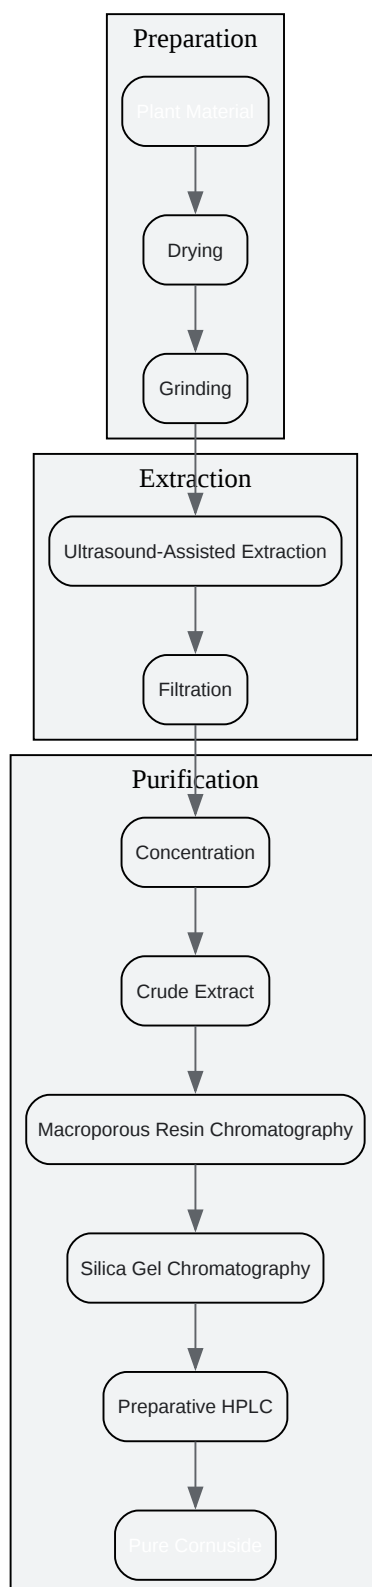 Preparation
Plant Material
Drying
Grinding
Extraction
Ultrasound-Assisted Extraction
Filtration
Purification
Concentration
Crude Extract
Macroporous Resin Chromatography
Silica Gel Chromatography
Preparative HPLC
Pure Cornuside